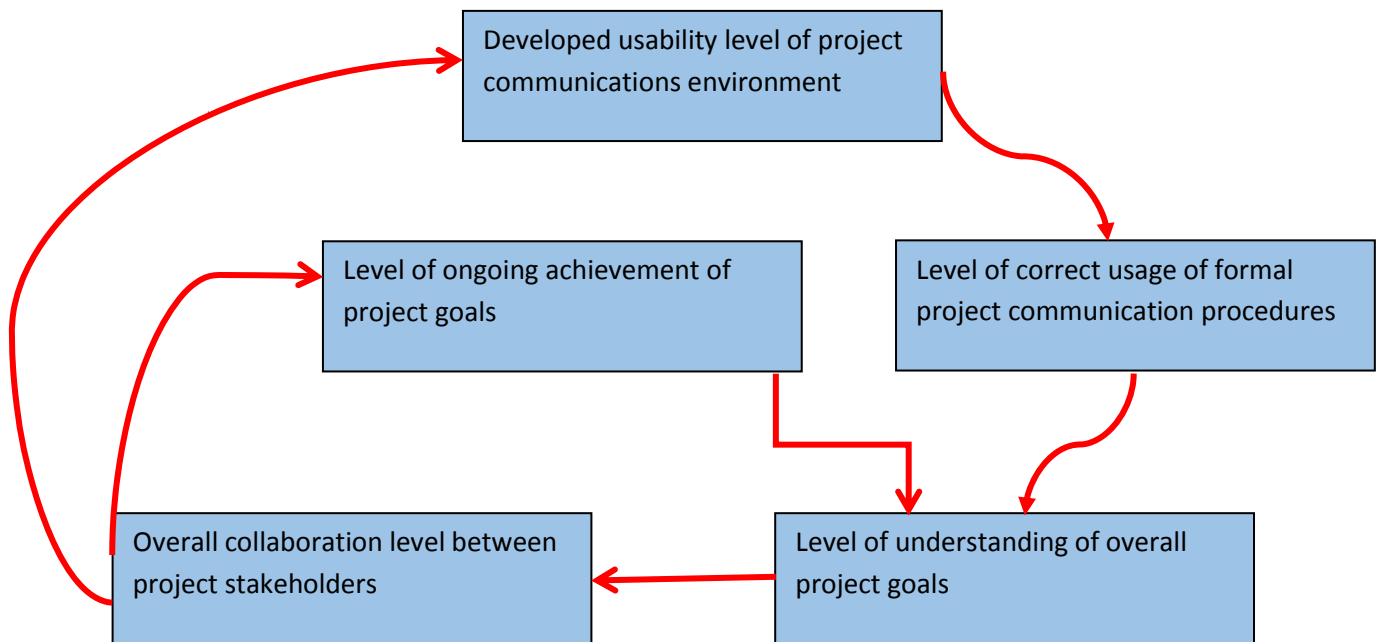 Developed usability level of project
communications environment
Level of ongoing achievement of
project goals
Level of correct usage of formal
project communication procedures
Overall collaboration level between
project stakeholders
Level of understanding of overall
project goals